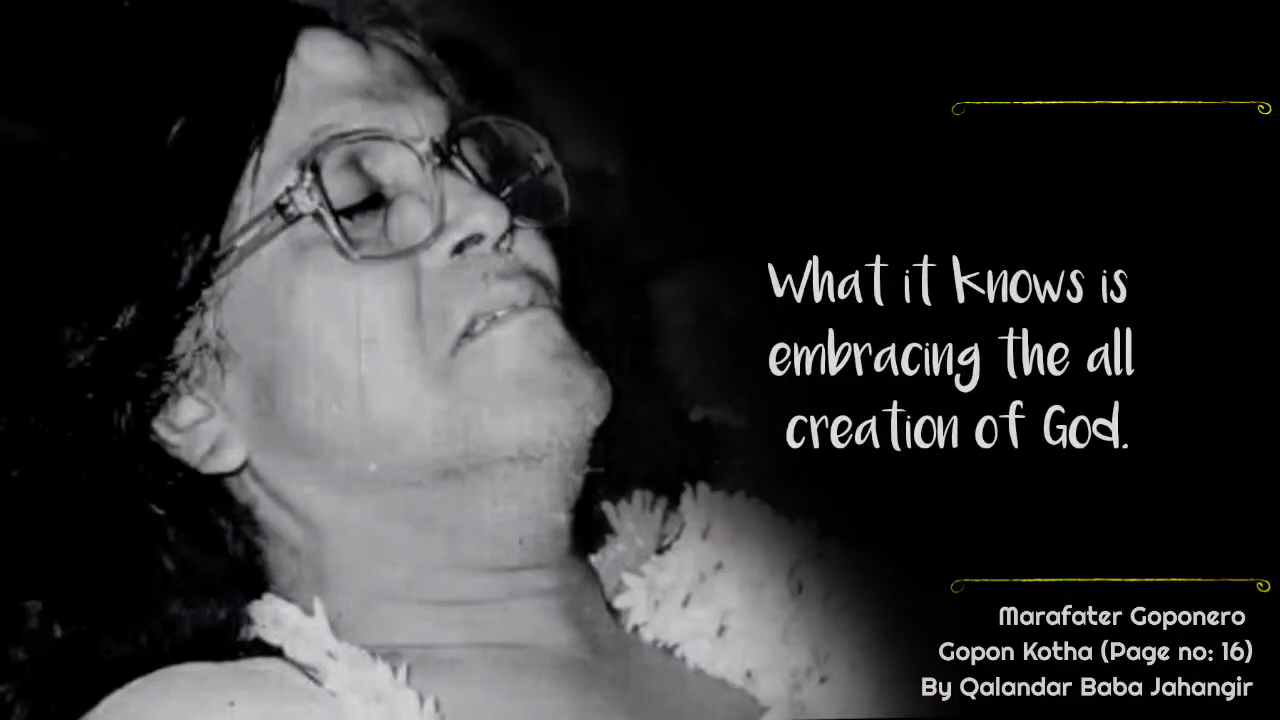 What it knows is
embracing the all
creation of God.
Marafater Goponero
Gopon Kotha (Page no: 16)
By Qalandar Baba Jahangir